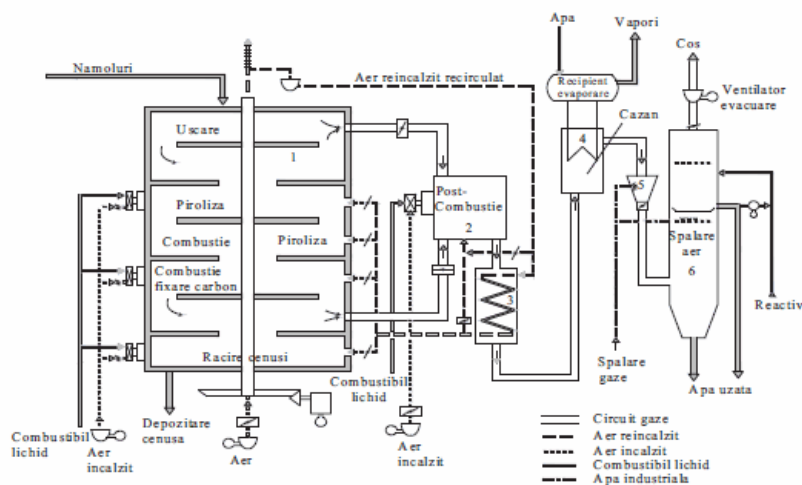 Apa
Vapori
Cos
Namoluri
Aer reincalzit recirculat
Recipient
evaporare
Ventilator
evacuare
Cazan
Uscare
1
4
5
Piroliza
Post-
Combustie
2
Combustie
Piroliza
Spalare
aer
6
Combustie
fixare carbon
3
Reactiv
Racire cenusi
Combustibil
lichid
Spalare
gaze
Apa uzata
Depozitare
cenusa
Combustibil
lichid
Aer
incalzit
Aer
Aer
incalzit
Circuit gaze
Aer reincalzit
Aer incalzit
Combustibil lichid
Apa industriala